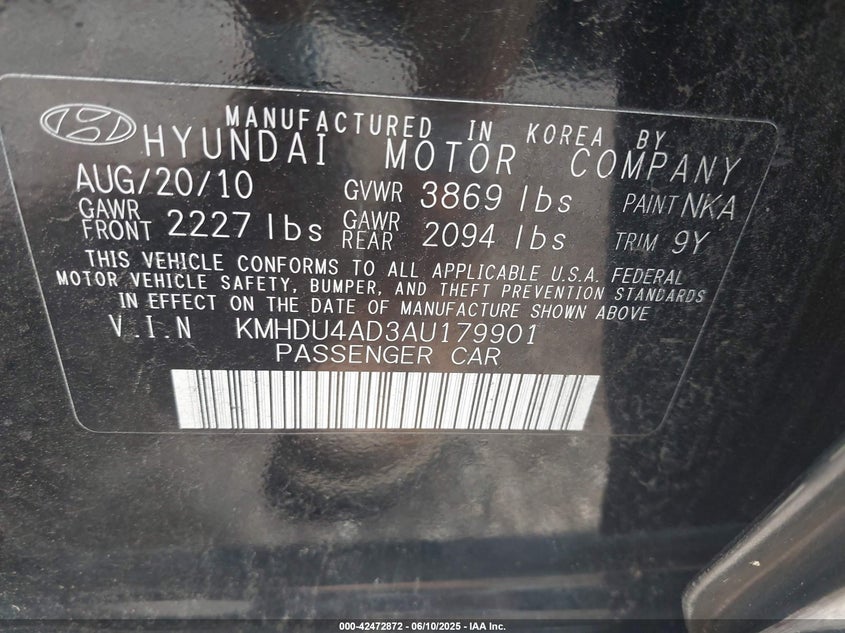 MANUFACTURED IN KOREA BY
HYUNDAI MOTOR COMPANY
AUG/20/10 GVWR 3869 lbs PAINT NKA
GAWR FRONT 2227 lbs GAWR REAR 2094 lbs TRIM 9Y
THIS VEHICLE CONFORMS TO ALL APPLICABLE U.S.A. FEDERAL
MOTOR VEHICLE SAFETY, BUMPER, AND THEFT PREVENTION STANDARDS
IN EFFECT ON THE DATE OF MANUFACTURE SHOWN ABOVE
V.I.N KMHDU4AD3AU179901
PASSENGER CAR
000-42472872 - 06/10/2025 - IAA Inc.